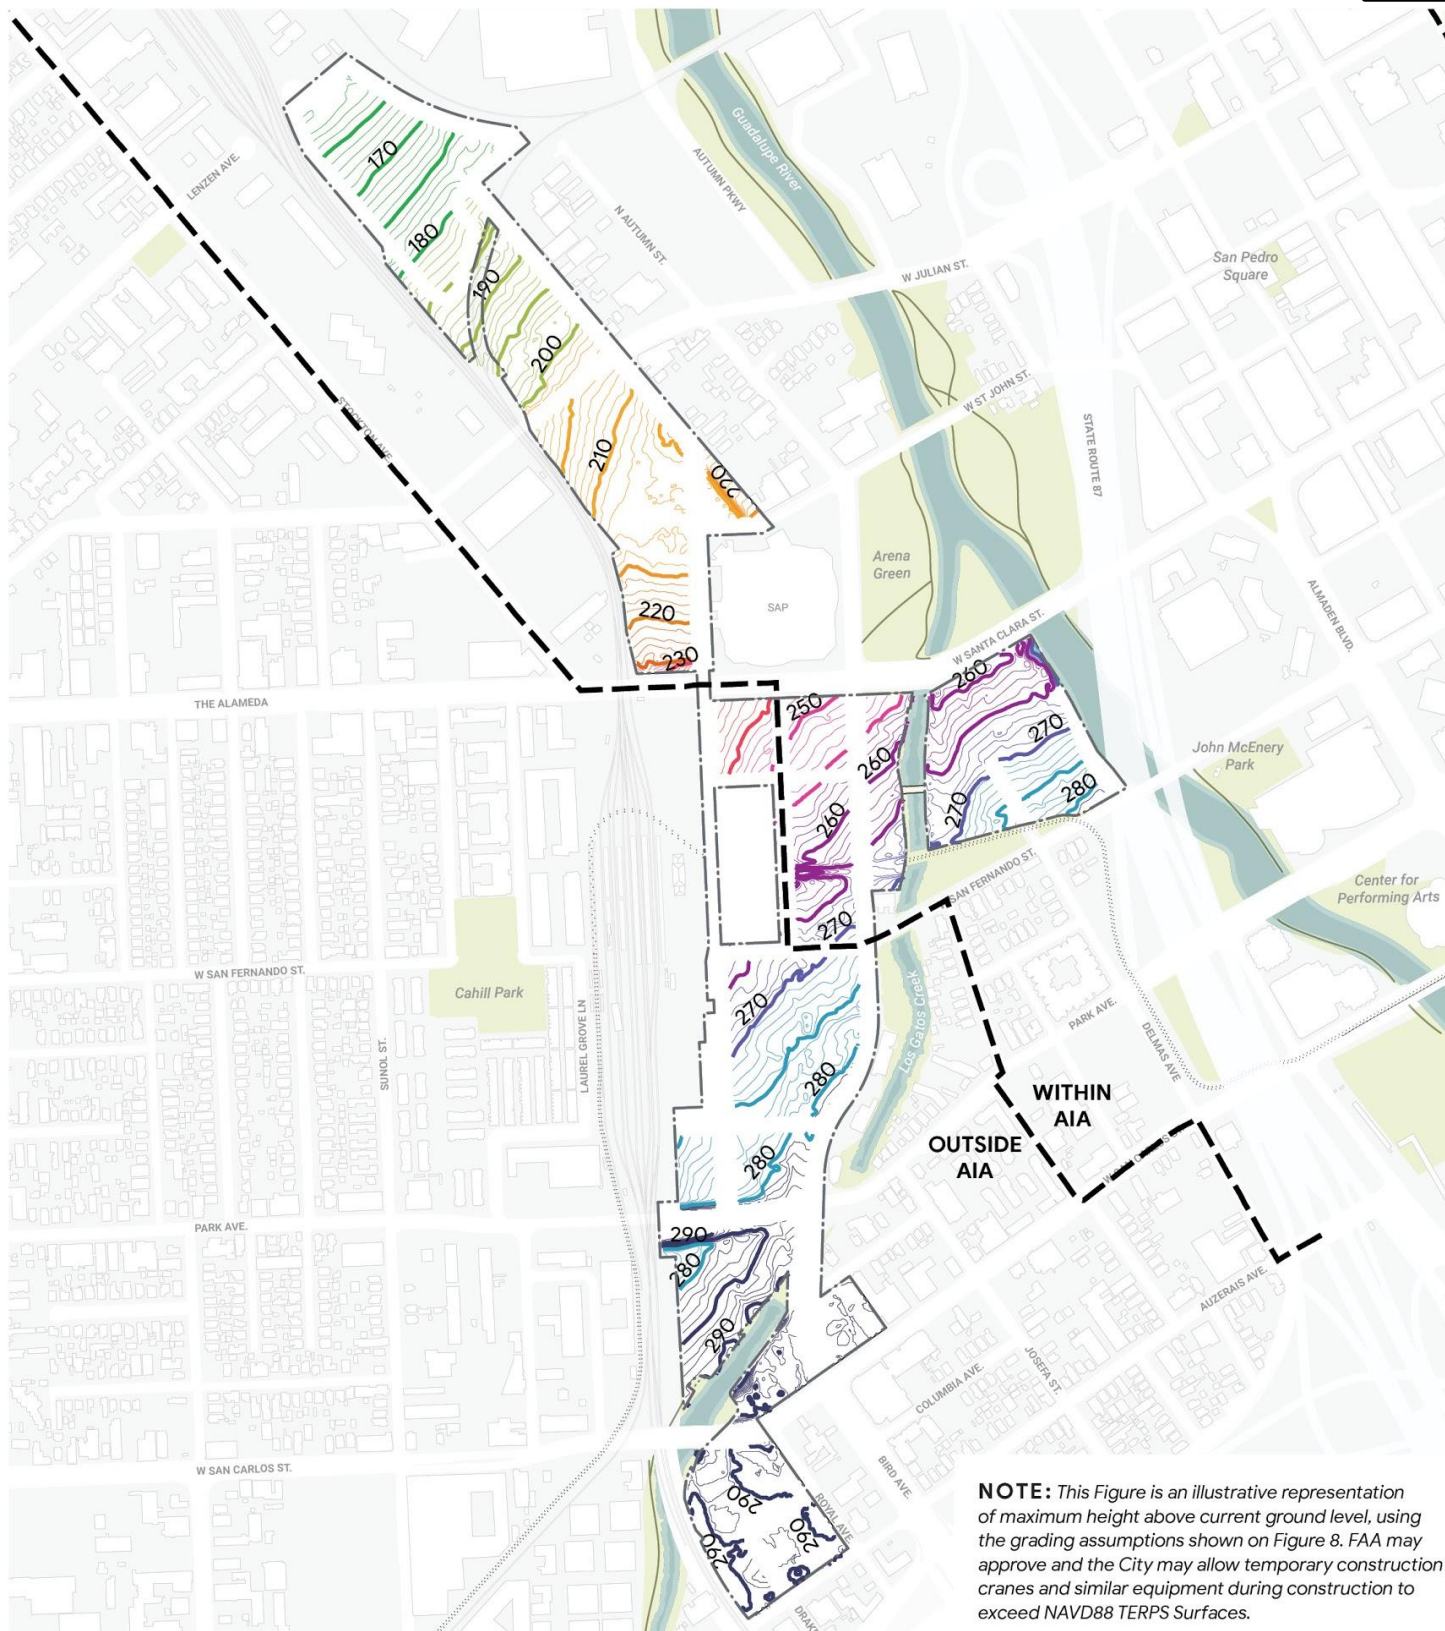 Guadalupe River
LENZEN AVE.
170
AUTUMN PKWY
N AUTUMN ST.
180
W JULIAN ST.
San Pedro
Square
190
200
W ST JOHN ST.
STOCKTON AVE.
STATE ROUTE 87
210
220
Arena
Green
ALMADEN BLVD.
SAP
220
W SANTA CLARA ST.
230
260
THE ALAMEDA
250
270
John McEnery
Park
260
280
270
260
SAN FERNANDO ST.
Center for
Performing Arts
270
W SAN FERNANDO ST.
Cahill Park
270
Los Gatos Creek
LAUREL GROVE LN
PARK AVE.
DELMAS AVE
SUNOL ST.
280
WITHIN
AIA
OUTSIDE
AIA
280
PARK AVE.
290
280
AUZERAIS AVE.
290
JOSEFA ST.
COLUMBIA AVE.
W SAN CARLOS ST.
BIRD AVE.
ROYAL AVE.
290
290
290
NOTE: This Figure is an illustrative representation
of maximum height above current ground level, using
the grading assumptions shown on Figure 8. FAA may
approve and the City may allow temporary construction
cranes and similar equipment during construction to
exceed NAVD88 TERPS Surfaces.